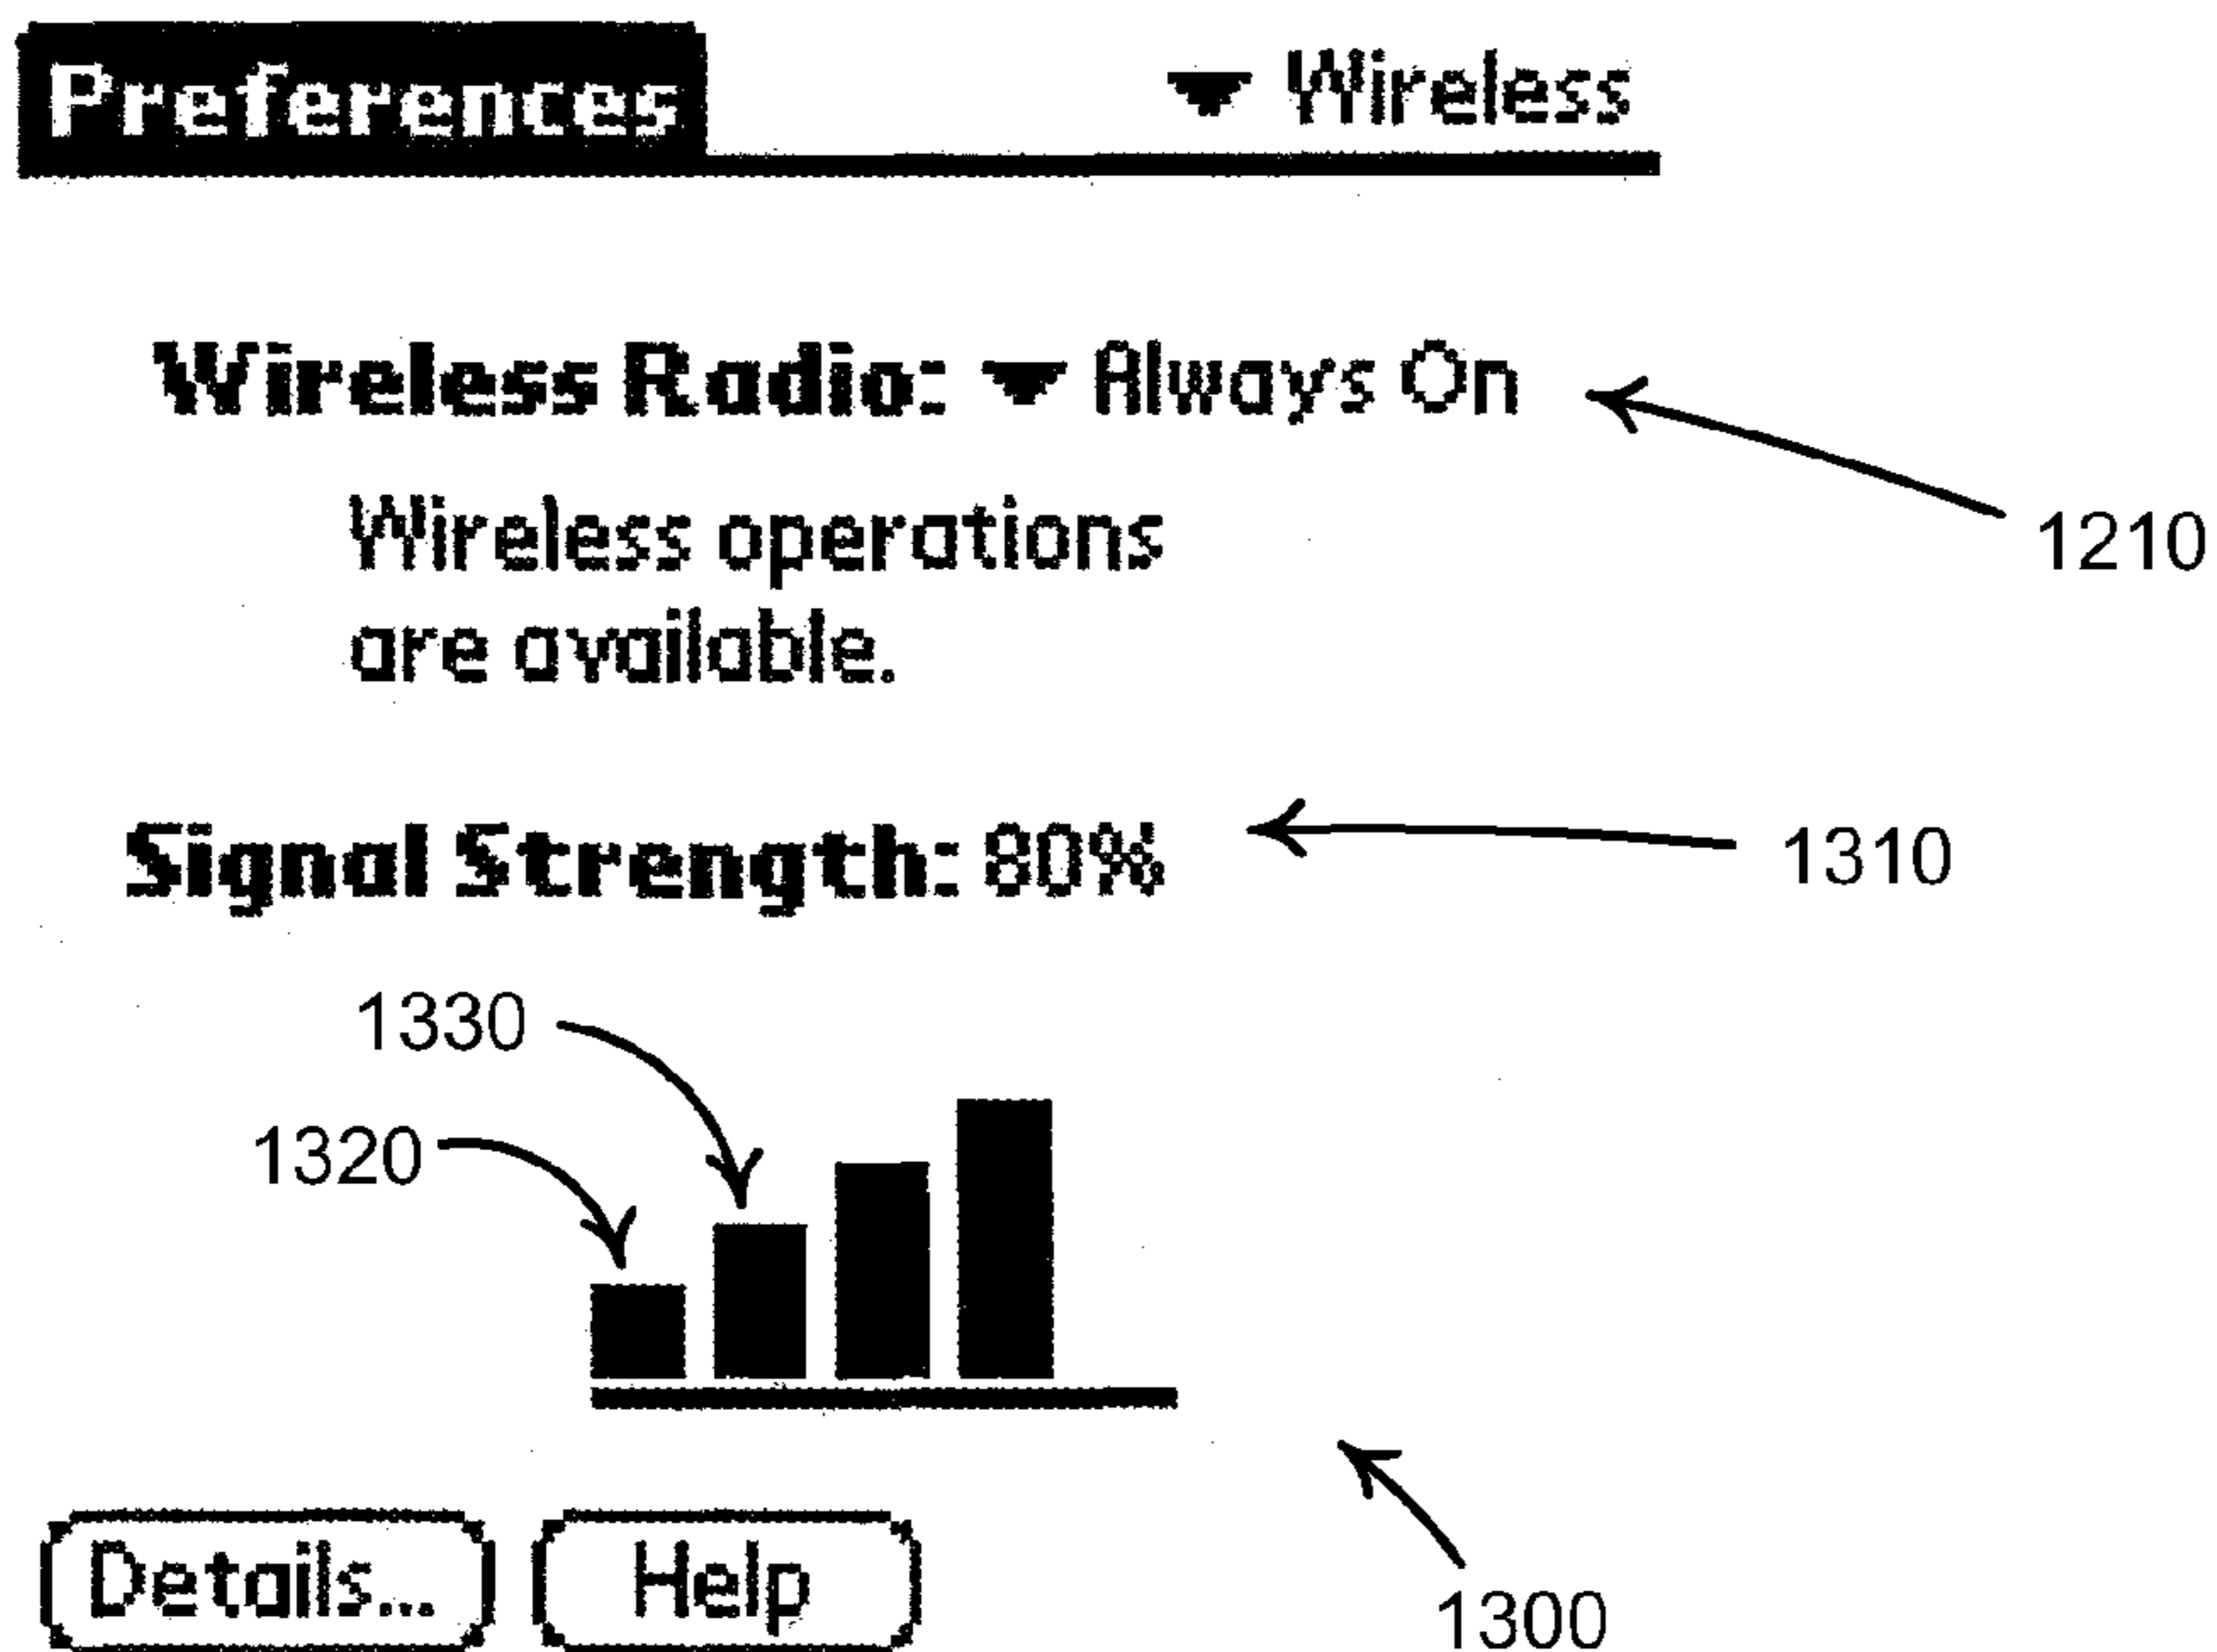 Preferences ▼ Wireless
Wireless Radio: ▼ Always On
Wireless operations
1210
are available.
Signal Strength: 80%
1310
1330
1320
Details... Help
1300